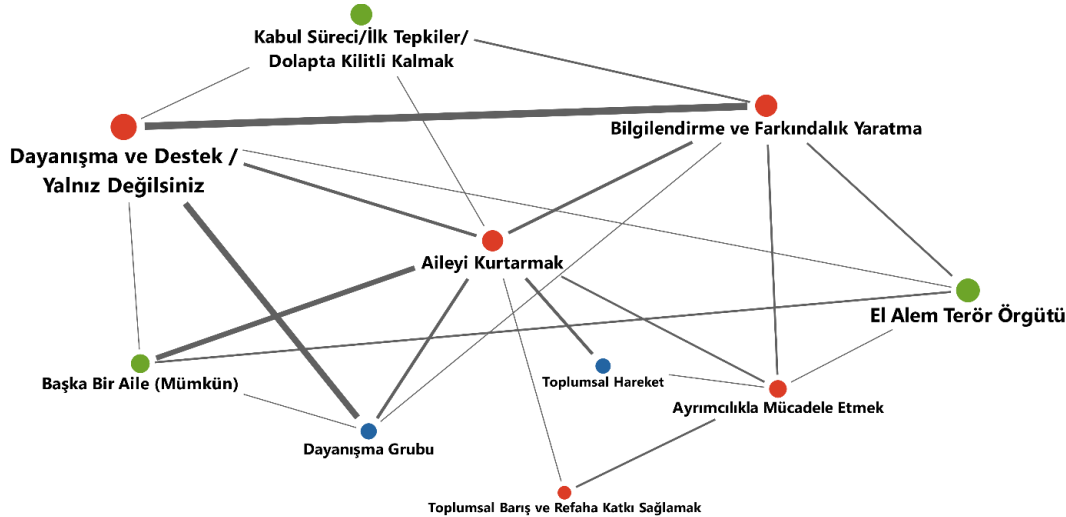 Kabul Süreci/İlk Tepkiler/
Dolapta Kilitli Kalmak
Bilgilendirme ve Farkındalık Yaratma
Dayanışma ve Destek /
Yalnız Değilsiniz
Aileyi Kurtarmak
El Alem Terör Örgütü
Başka Bir Aile (Mümkün)
Toplumsal Hareket
Ayrımcılıkla Mücadele Etmek
Dayanışma Grubu
Toplumsal Barış ve Refaha Katkı Sağlamak